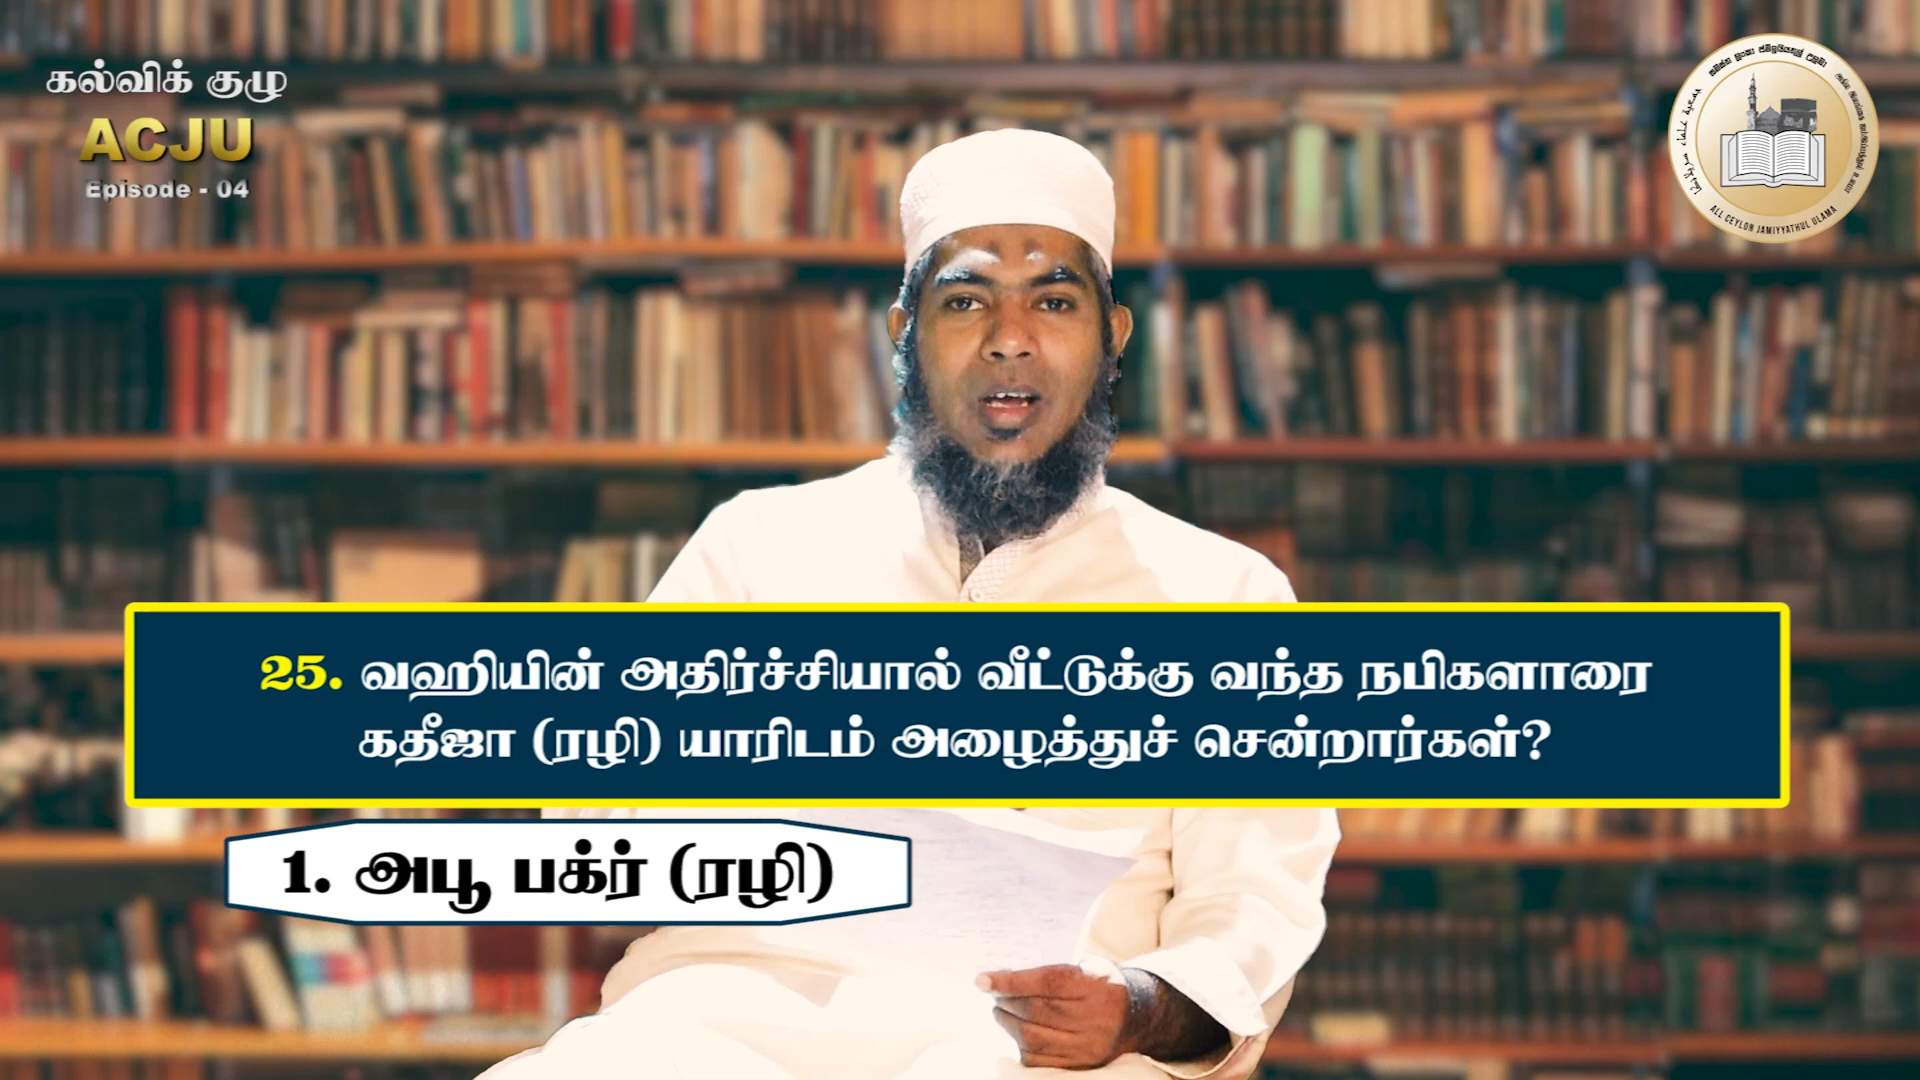 கல்விக் குழு
ACJU
Episode - 04
ALL CEYLON JAMIYYATHUL ULAMA
25. வஹியின் அதிர்ச்சியால் வீட்டுக்கு வந்த நபிகளாரை
கதீஜா (ரழி) யாரிடம் அழைத்துச் சென்றார்கள்?
1. அபூ பக்ர் (ரழி)